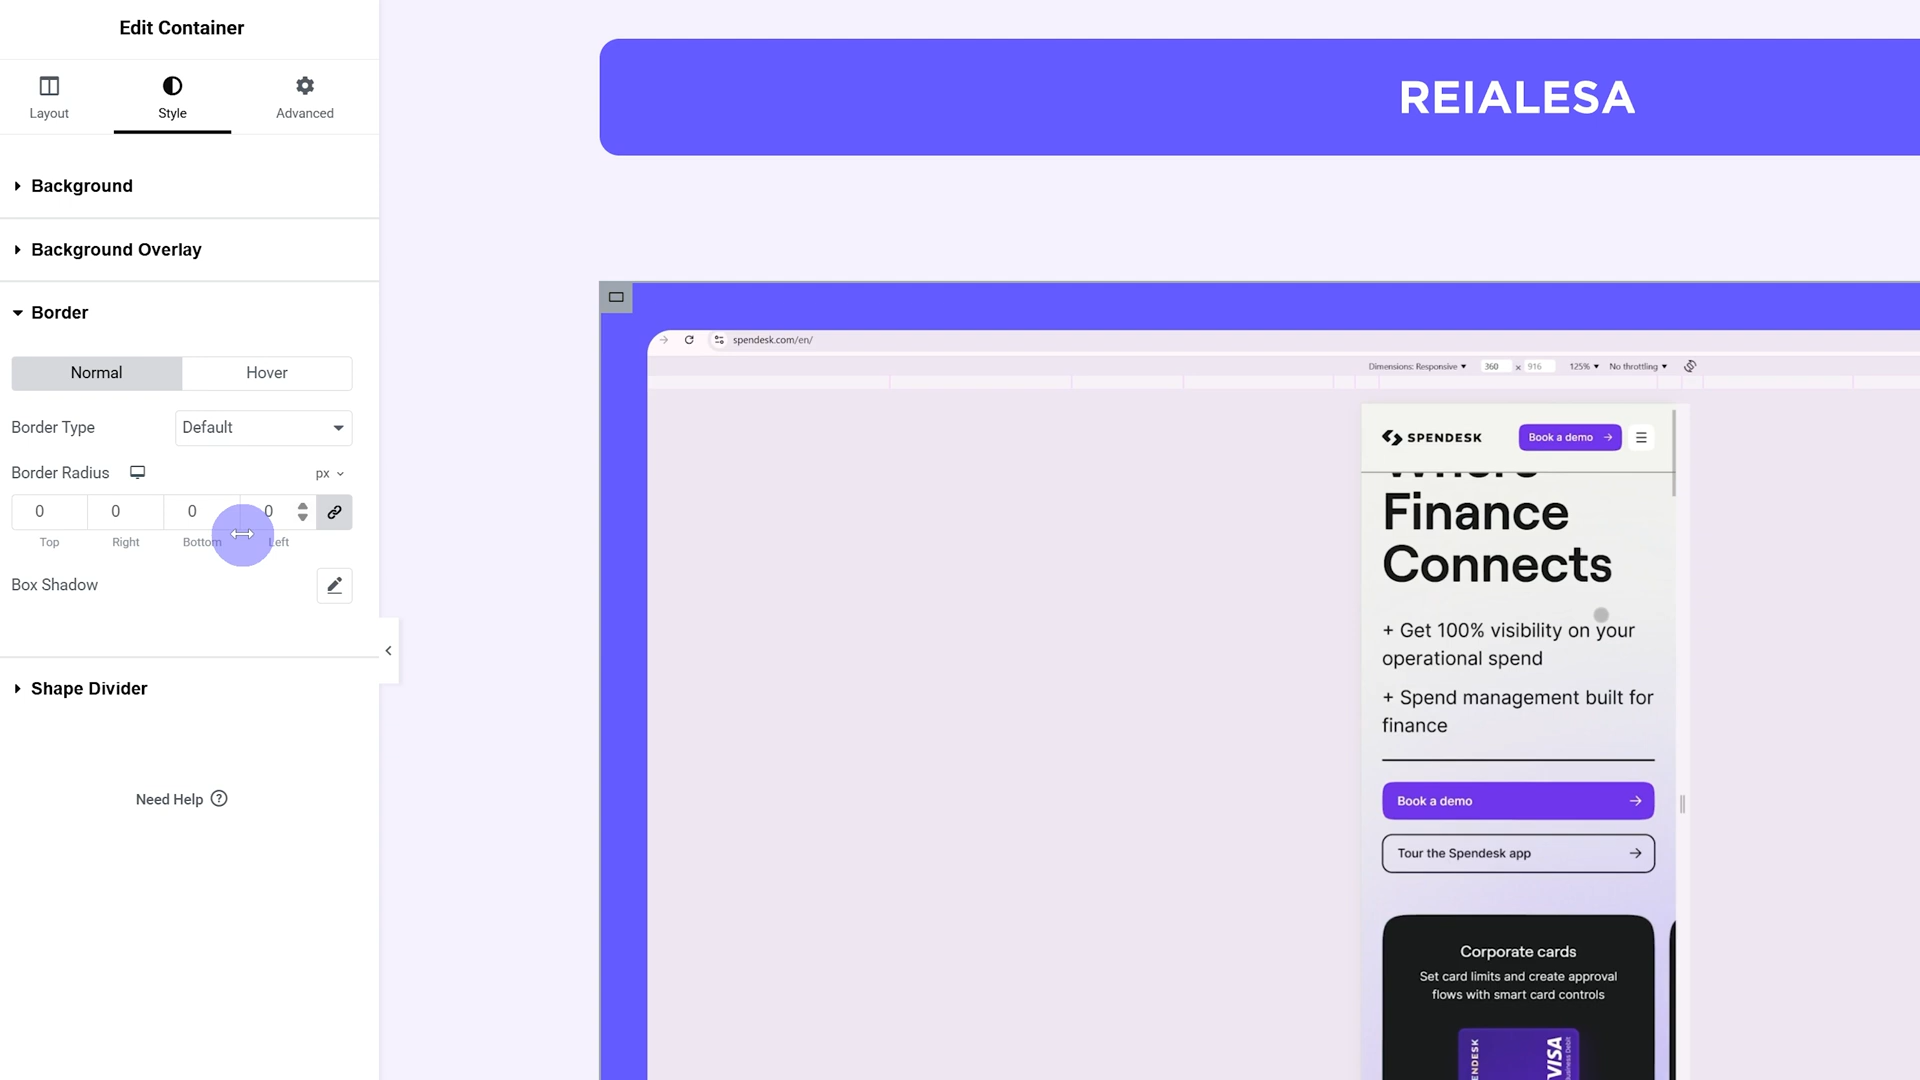 Edit Container
Layout
Style
Advanced
Background
Background Overlay
Border
Normal
Hover
Border Type
Default
Border Radius
px
0
0
0
0
Top
Right
Bottom
Left
Box Shadow
Shape Divider
Need Help
REIALESA
spendesk.com/en/
Dimensions: Responsive
360 x 916
125%
No throttling
SPENDESK
Book a demo
Finance
Connects
+ Get 100% visibility on your
operational spend
+ Spend management built for
finance
Book a demo
Tour the Spendesk app
Corporate cards
Set card limits and create approval
flows with smart card controls
VISA
Business Debit